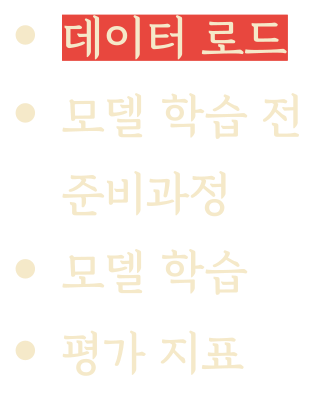 • 데이터 로드
• 모델 학습 전
준비과정
• 모델 학습
• 평가 지표